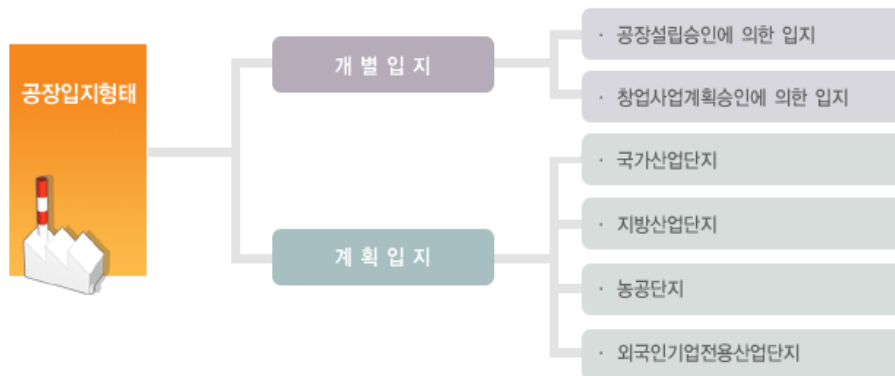 공장입지형태
개별입지
· 공장설립승인에 의한 입지
· 창업사업계획승인에 의한 입지
계획입지
· 국가산업단지
· 지방산업단지
· 농공단지
· 외국인기업전용산업단지